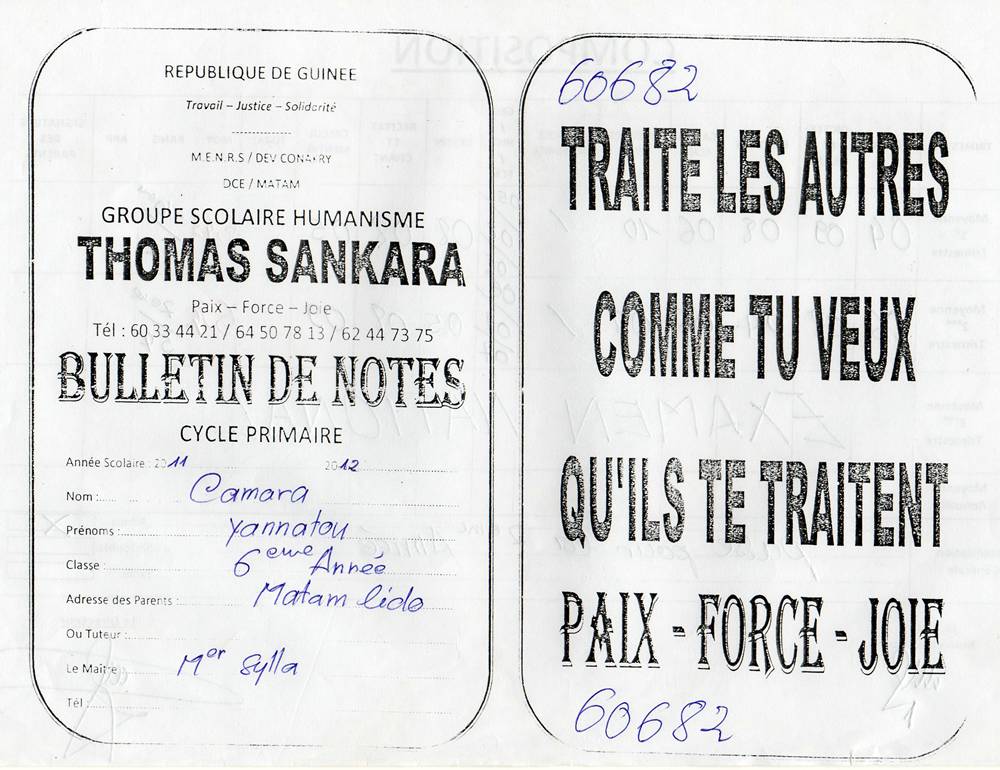 REPUBLIQUE DE GUINEE
Travail – Justice – Solidarité
M.E.N.R.S / DEV CONAKRY
DCE / MATAM
GROUPE SCOLAIRE HUMANISME
THOMAS SANKARA
Paix – Force – Joie
Tél : 60 33 44 21 / 64 50 78 13 / 62 44 73 75
BULLETIN DE NOTES
CYCLE PRIMAIRE
Année Scolaire : 2011 2012
Nom : Camara
Prénoms : Yannatou
Classe : 6eme Année
Adresse des Parents : Matam lido
Ou Tuteur :
Le Maitre Mer Sylla
Tél :
60682
TRAITE LES AUTRES
COMME TU VEUX
QU'ILS TE TRAITENT
PAIX - FORCE - JOIE
60682